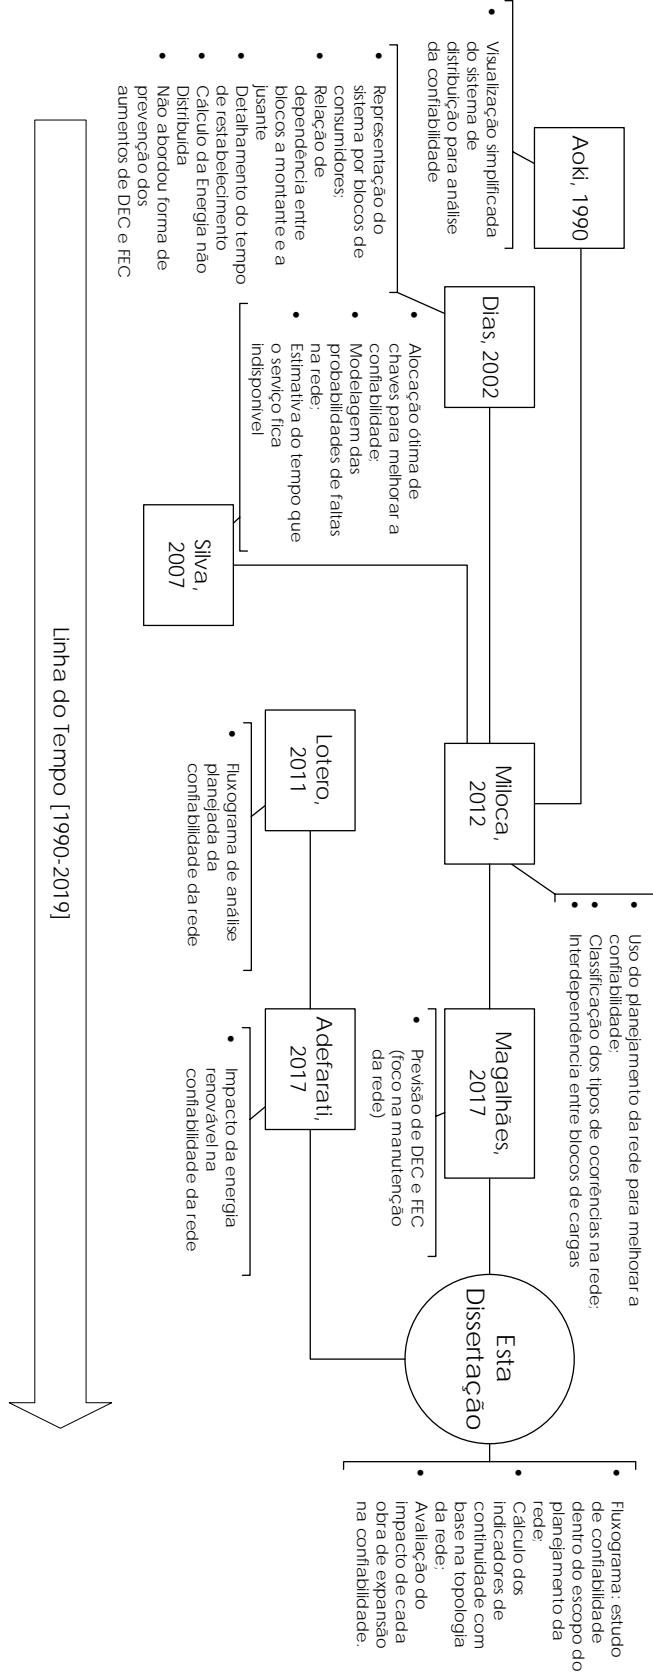 Aoki, 1990
• Visualização simplificada
do sistema de
distribuição para análise
da confiabilidade
Dias, 2002
• Representação do
sistema por blocos de
consumidores;
• Relação de
dependência entre
blocos a montante e a
jusante
• Detalhamento do tempo
de restabelecimento
• Cálculo da Energia não
Distribuída
• Não abordou forma de
prevenção dos
aumentos de DEC e FEC
Silva,
2007
• Alocação ótima de
chaves para melhorar a
confiabilidade;
• Modelagem das
probabilidades de faltas
na rede;
• Estimativa do tempo que
o serviço fica
indisponível
Miloca,
2012
• Uso do planejamento da rede para melhorar a
confiabilidade;
• Classificação dos tipos de ocorrências na rede;
• Interdependência entre blocos de cargas
Lotero,
2011
• Fluxograma de análise
planejada da
confiabilidade da rede
Magalhães,
2017
• Previsão de DEC e FEC
(foco na manutenção
da rede)
Adefarati,
2017
• Impacto da energia
renovável na
confiabilidade da rede
Esta
Dissertação
• Fluxograma: estudo
de confiabilidade
dentro do escopo do
planejamento da
rede;
• Cálculo dos
indicadores de
continuidade com
base na topologia
da rede;
• Avaliação do
impacto de cada
obra de expansão
na confiabilidade.
Linha do Tempo [1990-2019]